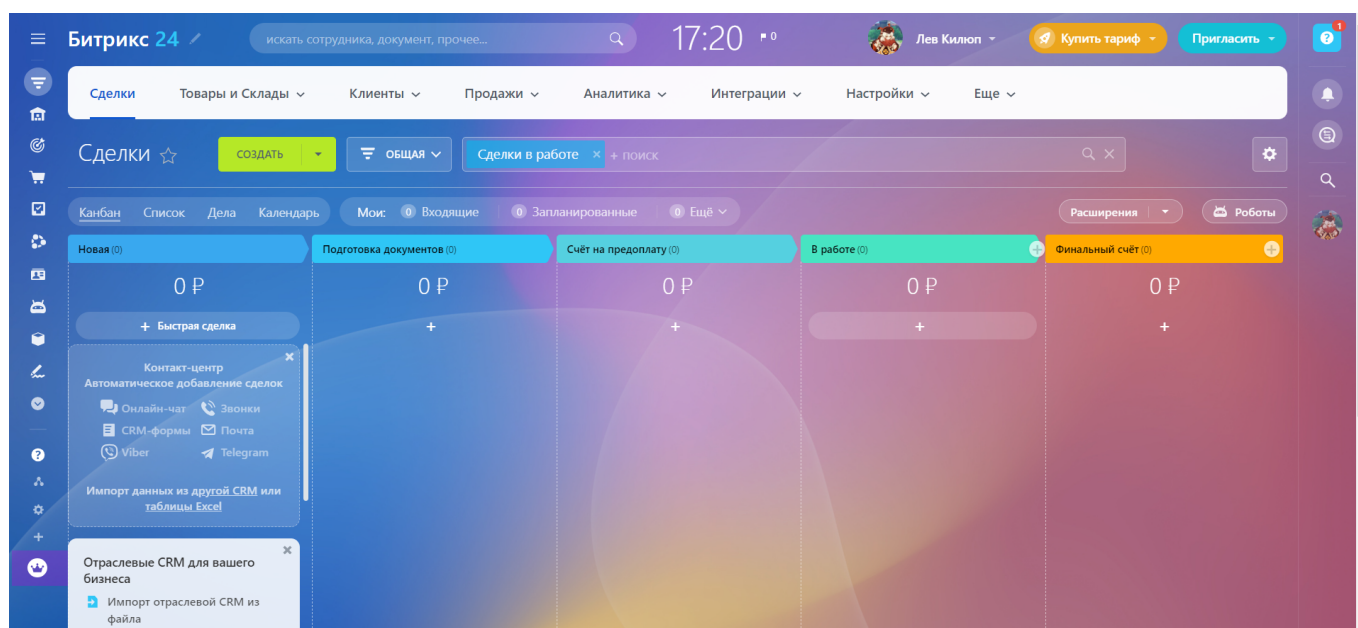 Битрикс 24
искать сотрудника, документ, прочее...
17:20
0
Лев Килюп
Купить тариф
Пригласить
1
Сделки
Товары и Склады
Клиенты
Продажи
Аналитика
Интеграции
Настройки
Еще
Сделки
СОЗДАТЬ
ОБЩАЯ
Сделки в работе × + поиск
Канбан
Список
Дела
Календарь
Мои:
0 Входящие
0 Запланированные
0 Ещё
Расширения
Роботы
Новая (0)
Подготовка документов (0)
Счёт на предоплату (0)
В работе (0)
Финальный счёт (0)
0 ₽
0 ₽
0 ₽
0 ₽
0 ₽
+ Быстрая сделка
+
+
+
+
Контакт-центр
Автоматическое добавление сделок
Онлайн-чат
Звонки
CRM-формы
Почта
Viber
Telegram
Импорт данных из другой CRM или
таблицы Excel
Отраслевые CRM для вашего
бизнеса
Импорт отраслевой CRM из
файла